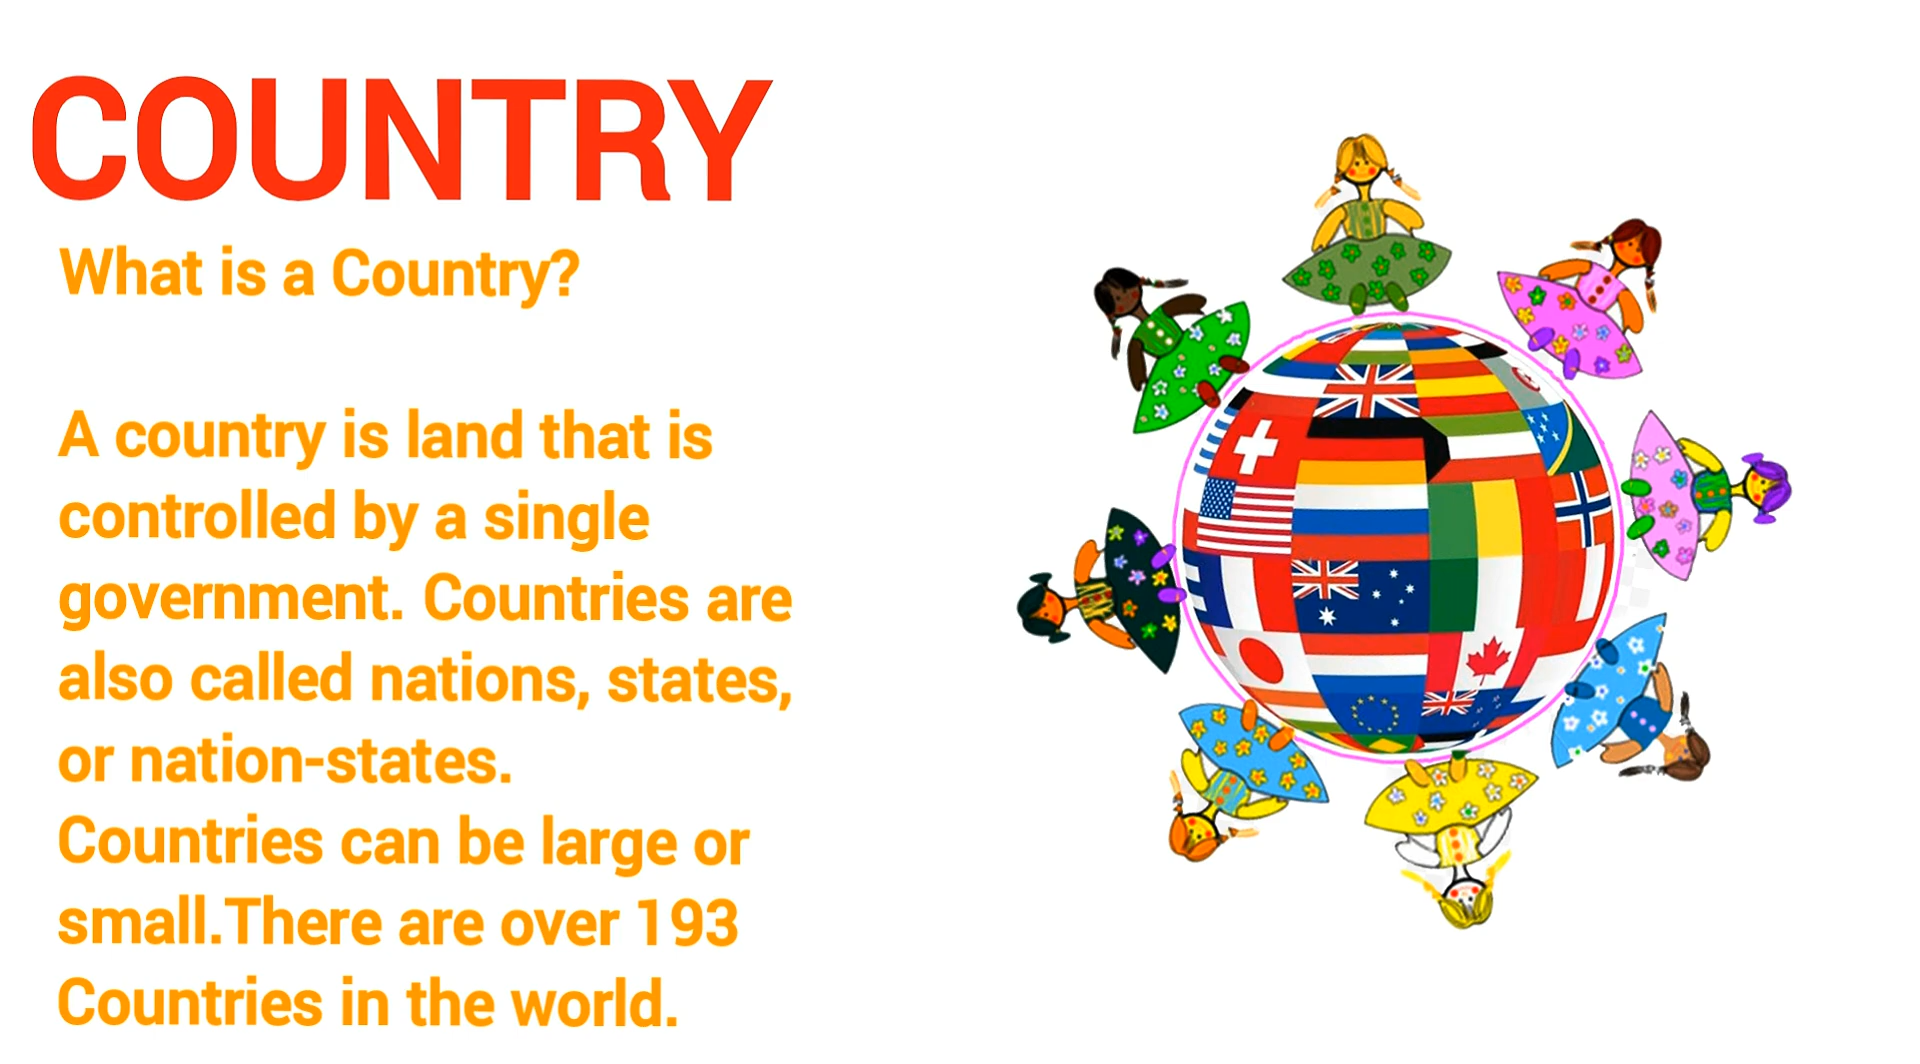 COUNTRY
What is a Country?
A country is land that is
controlled by a single
government. Countries are
also called nations, states,
or nation-states.
Countries can be large or
small.There are over 193
Countries in the world.